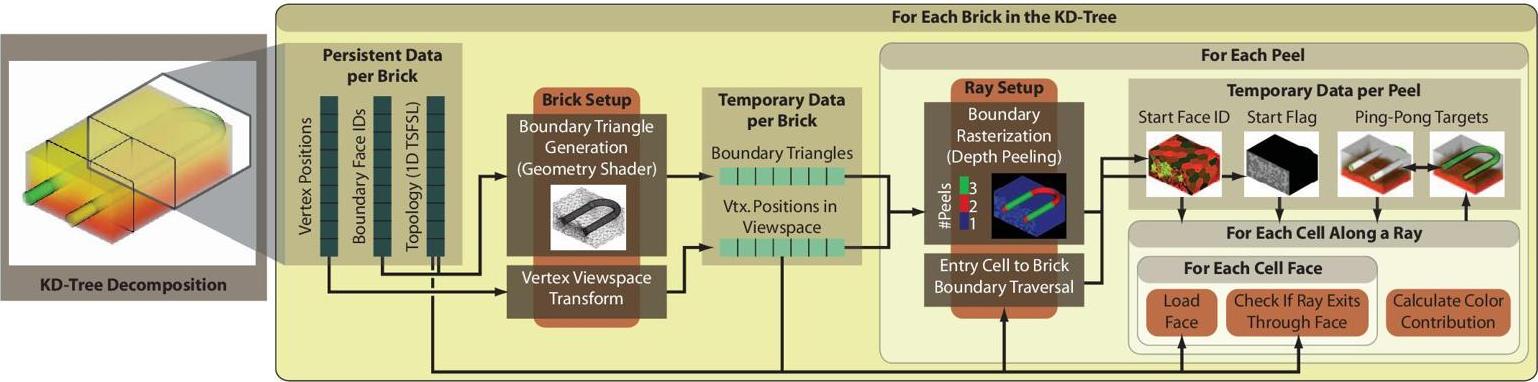 For Each Brick in the KD-Tree
KD-Tree Decomposition
Persistent Data
per Brick
Vertex Positions
Boundary Face IDs
Topology (1D TSFSL)
Brick Setup
Boundary Triangle
Generation
(Geometry Shader)
Vertex Viewspace
Transform
Temporary Data
per Brick
Boundary Triangles
Vtx. Positions in
Viewspace
For Each Peel
Ray Setup
Boundary
Rasterization
(Depth Peeling)
#Peels
3
2
1
Entry Cell to Brick
Boundary Traversal
Temporary Data per Peel
Start Face ID
Start Flag
Ping-Pong Targets
For Each Cell Along a Ray
For Each Cell Face
Load
Face
Check If Ray Exits
Through Face
Calculate Color
Contribution